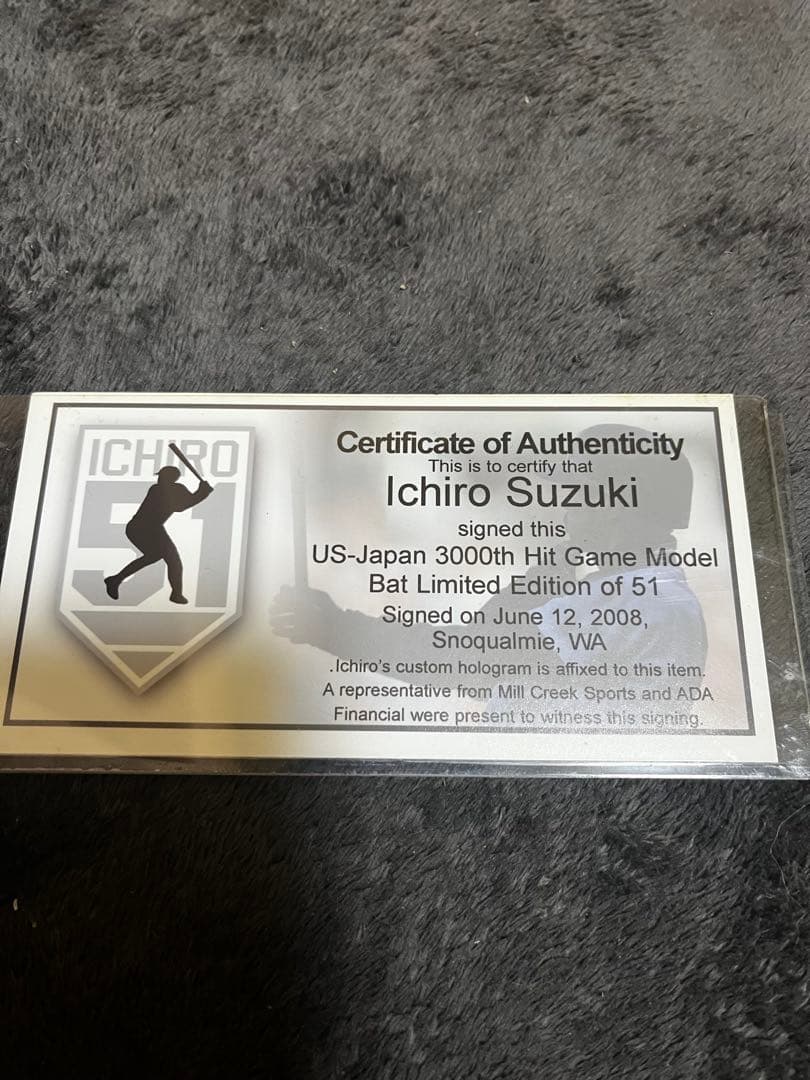 ICHIRO
51
Certificate of Authenticity
This is to certify that
Ichiro Suzuki
signed this
US-Japan 3000th Hit Game Model
Bat Limited Edition of 51
Signed on June 12, 2008,
Snoqualmie, WA
.Ichiro's custom hologram is affixed to this item.
A representative from Mill Creek Sports and ADA
Financial were present to witness this signing.